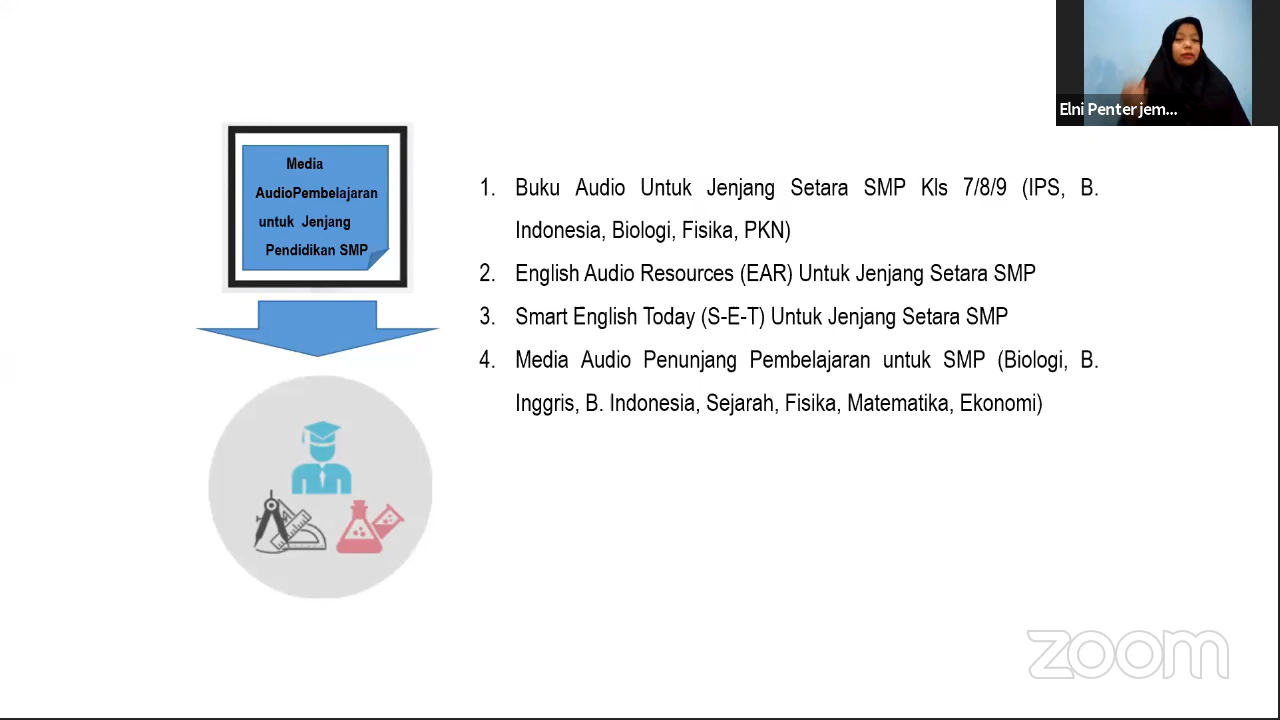 Elni Penterjem...
Media
AudioPembelajaran
untuk Jenjang
Pendidikan SMP
1. Buku Audio Untuk Jenjang Setara SMP Kls 7/8/9 (IPS, B.
Indonesia, Biologi, Fisika, PKN)
2. English Audio Resources (EAR) Untuk Jenjang Setara SMP
3. Smart English Today (S-E-T) Untuk Jenjang Setara SMP
4. Media Audio Penunjang Pembelajaran untuk SMP (Biologi, B.
Inggris, B. Indonesia, Sejarah, Fisika, Matematika, Ekonomi)
zoom